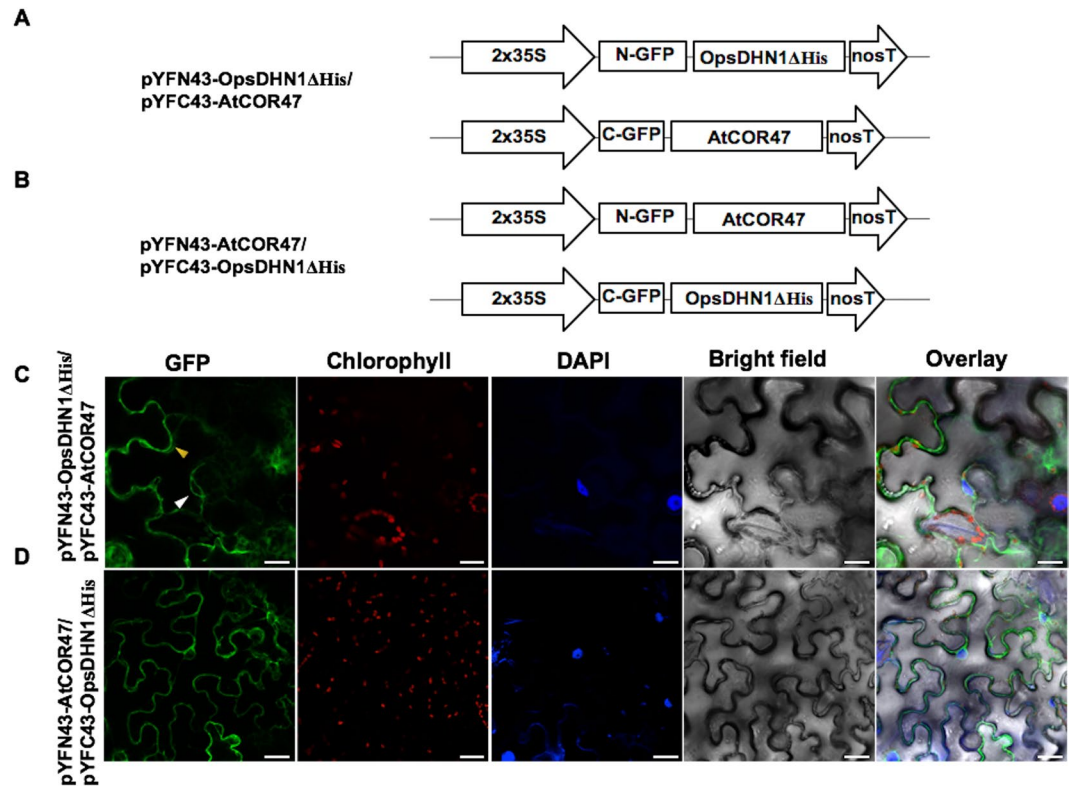 A
pYFN43-OpsDHN1ΔHis/
pYFC43-AtCOR47
2x35S N-GFP OpsDHN1ΔHis nosT
2x35S C-GFP AtCOR47 nosT
B
pYFN43-AtCOR47/
pYFC43-OpsDHN1ΔHis
2x35S N-GFP AtCOR47 nosT
2x35S C-GFP OpsDHN1ΔHis nosT
GFP Chlorophyll DAPI Bright field Overlay
C
pYFN43-OpsDHN1ΔHis/
pYFC43-AtCOR47
D
pYFN43-AtCOR47/
pYFC43-OpsDHN1ΔHis